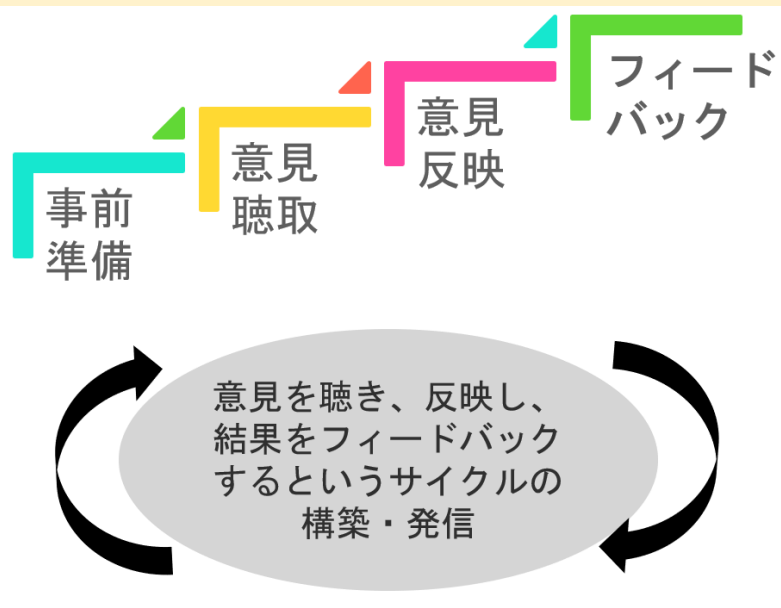 事前
準備
意見
聴取
意見
反映
フィード
バック
意見を聴き、反映し、
結果をフィードバック
するというサイクルの
構築・発信